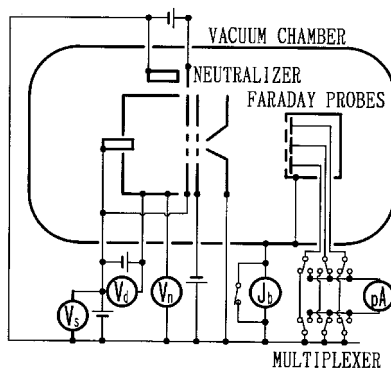 VACUUM CHAMBER
NEUTRALIZER
FARADAY PROBES
Vd
Vn
Jb
Vs
pA
MULTIPLEXER